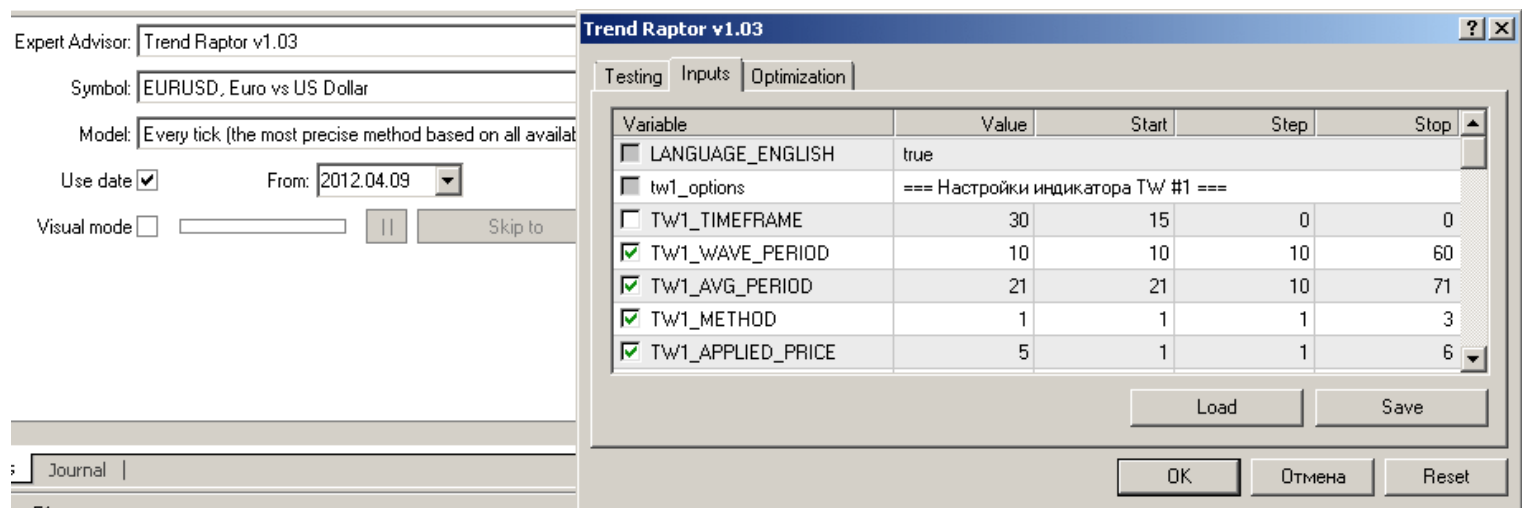 Expert Advisor: Trend Raptor v1.03
Symbol: EURUSD, Euro vs US Dollar
Model: Every tick (the most precise method based on all availab
Use date From: 2012.04.09
Visual mode Skip to
Journal
Trend Raptor v1.03
Testing Inputs Optimization
Variable Value Start Step Stop
LANGUAGE_ENGLISH true
tw1_options === Настройки индикатора TW #1 ===
TW1_TIMEFRAME 30 15 0 0
TW1_WAVE_PERIOD 10 10 10 60
TW1_AVG_PERIOD 21 21 10 71
TW1_METHOD 1 1 1 3
TW1_APPLIED_PRICE 5 1 1 6
Load Save
OK Отмена Reset